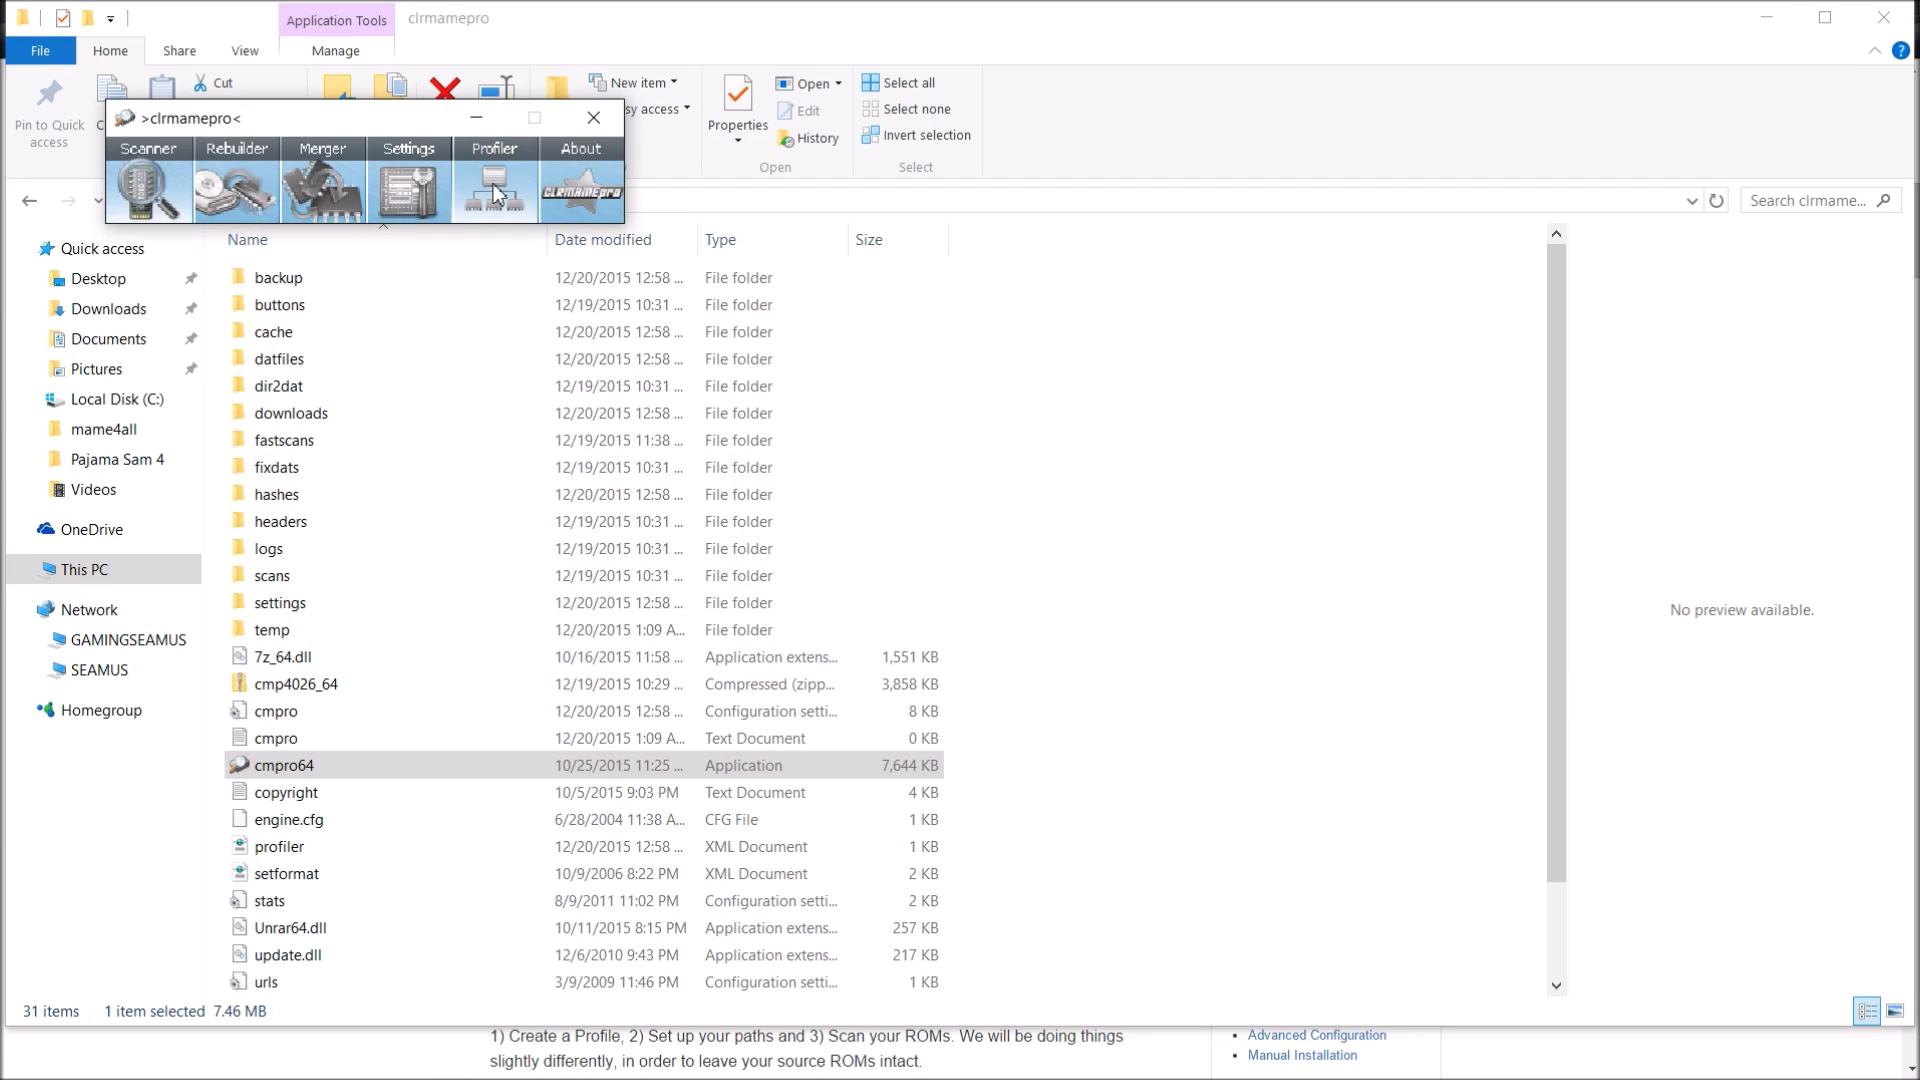 Application Tools
clrmamepro
File
Home
Share
View
Manage
Pin to Quick
access
Cut
New item
sy access
Properties
Open
Edit
History
Open
Select all
Select none
Invert selection
Select
>clrmamepro<
Scanner
Rebuilder
Merger
Settings
Profiler
About
CLRMAMEpro
Search clrmame...
Name
Date modified
Type
Size
Quick access
Desktop
Downloads
Documents
Pictures
Local Disk (C:)
mame4all
Pajama Sam 4
Videos
OneDrive
This PC
Network
GAMINGSEAMUS
SEAMUS
Homegroup
backup 12/20/2015 12:58 ... File folder
buttons 12/19/2015 10:31 ... File folder
cache 12/20/2015 12:58 ... File folder
datfiles 12/20/2015 12:58 ... File folder
dir2dat 12/19/2015 10:31 ... File folder
downloads 12/20/2015 12:58 ... File folder
fastscans 12/19/2015 11:38 ... File folder
fixdats 12/19/2015 10:31 ... File folder
hashes 12/20/2015 12:58 ... File folder
headers 12/19/2015 10:31 ... File folder
logs 12/19/2015 10:31 ... File folder
scans 12/19/2015 10:31 ... File folder
settings 12/20/2015 12:58 ... File folder
temp 12/20/2015 1:09 A... File folder
7z_64.dll 10/16/2015 11:58 ... Application extens... 1,551 KB
cmp4026_64 12/19/2015 10:29 ... Compressed (zipp... 3,858 KB
cmpro 12/20/2015 12:58 ... Configuration setti... 8 KB
cmpro 12/20/2015 1:09 A... Text Document 0 KB
cmpro64 10/25/2015 11:25 ... Application 7,644 KB
copyright 10/5/2015 9:03 PM Text Document 4 KB
engine.cfg 6/28/2004 11:38 A... CFG File 1 KB
profiler 12/20/2015 12:58 ... XML Document 1 KB
setformat 10/9/2006 8:22 PM XML Document 2 KB
stats 8/9/2011 11:02 PM Configuration setti... 2 KB
Unrar64.dll 10/11/2015 8:15 PM Application extens... 257 KB
update.dll 12/6/2010 9:43 PM Application extens... 217 KB
urls 3/9/2009 11:46 PM Configuration setti... 1 KB
No preview available.
31 items 1 item selected 7.46 MB
1) Create a Profile, 2) Set up your paths and 3) Scan your ROMs. We will be doing things
slightly differently, in order to leave your source ROMs intact.
Advanced Configuration
Manual Installation